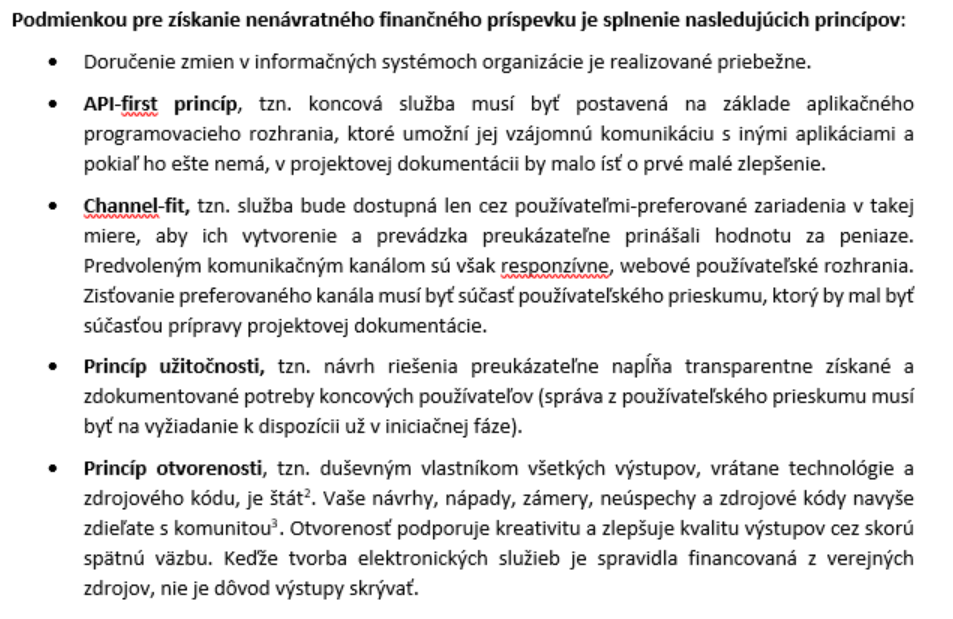 Podmienkou pre získanie nenávratného finančného príspevku je splnenie nasledujúcich princípov:
• Doručenie zmien v informačných systémoch organizácie je realizované priebežne.
• API-first princíp, tzn. koncová služba musí byť postavená na základe aplikačného
programovacieho rozhrania, ktoré umožní jej vzájomnú komunikáciu s inými aplikáciami a
pokiaľ ho ešte nemá, v projektovej dokumentácii by malo ísť o prvé malé zlepšenie.
• Channel-fit, tzn. služba bude dostupná len cez používateľmi-preferované zariadenia v takej
miere, aby ich vytvorenie a prevádzka preukázateľne prinášali hodnotu za peniaze.
Predvoleným komunikačným kanálom sú však responzívne, webové používateľské rozhrania.
Zisťovanie preferovaného kanála musí byť súčasť používateľského prieskumu, ktorý by mal byť
súčasťou prípravy projektovej dokumentácie.
• Princíp užitočnosti, tzn. návrh riešenia preukázateľne napĺňa transparentne získané a
zdokumentované potreby koncových používateľov (správa z používateľského prieskumu musí
byť na vyžiadanie k dispozícii už v iniciačnej fáze).
• Princíp otvorenosti, tzn. duševným vlastníkom všetkých výstupov, vrátane technológie a
zdrojového kódu, je štát². Vaše návrhy, nápady, zámery, neúspechy a zdrojové kódy navyše
zdieľate s komunitou³. Otvorenosť podporuje kreativitu a zlepšuje kvalitu výstupov cez skorú
spätnú väzbu. Keďže tvorba elektronických služieb je spravidla financovaná z verejných
zdrojov, nie je dôvod výstupy skrývať.